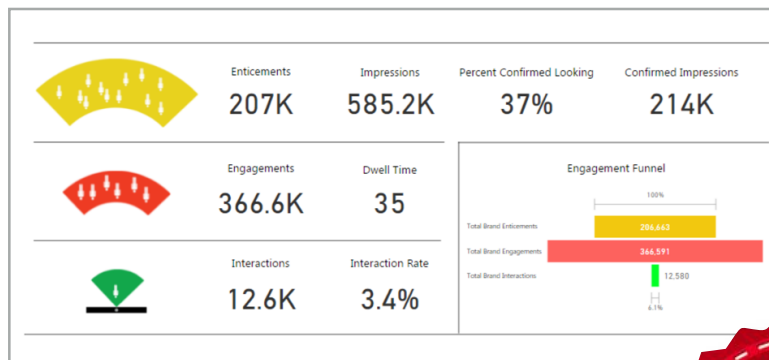 Enticements Impressions Percent Confirmed Looking Confirmed Impressions
207K 585.2K 37% 214K
Engagements Dwell Time
366.6K 35
Interactions Interaction Rate
12.6K 3.4%
Engagement Funnel
100%
Total Brand Enticements 206,663
Total Brand Engagements 366,591
Total Brand Interactions 12,580
6.1%